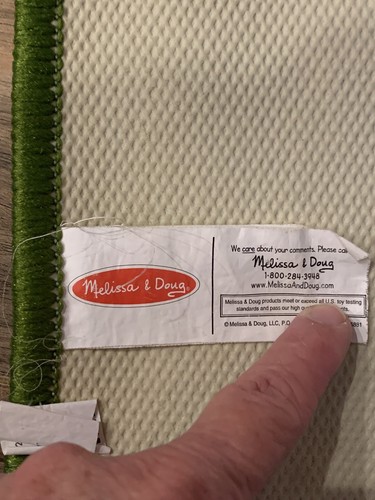 Melissa & Doug®
We care about your comments. Please call
Melissa & Doug
1-800-284-3948
www.MelissaAndDoug.com
Melissa & Doug products meet or exceed all U.S. toy testing
standards and pass our high
© Melissa & Doug, LLC, P.O.
2